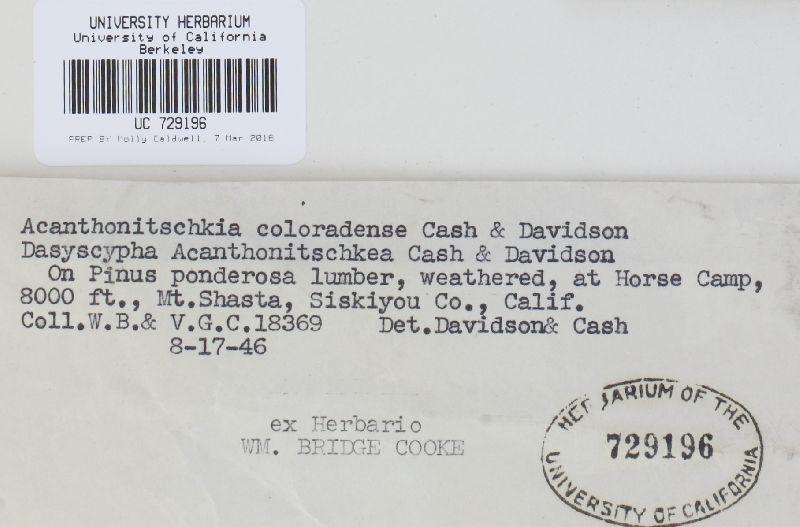 UNIVERSITY HERBARIUM
University of California
Berkeley
UC 729196
PREP BY Molly Caldwell, 7 Mar 2016
Acanthonitschkia coloradense Cash & Davidson
Dasyscypha Acanthonitschkea Cash & Davidson
On Pinus ponderosa lumber, weathered, at Horse Camp,
8000 ft., Mt.Shasta, Siskiyou Co., Calif.
Coll.W.B.& V.G.C.18369 Det.Davidson& Cash
8-17-46
ex Herbario
WM. BRIDGE COOKE
HERBARIUM OF THE
729196
UNIVERSITY OF CALIFORNIA